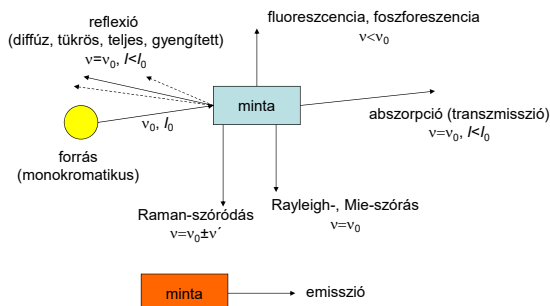 reflexió
(diffúz, tükrös, teljes, gyengített)
ν=ν₀, I<I₀
fluoreszcencia, foszforeszencia
ν<ν₀
minta
ν₀, I₀
abszorpció (transzmisszió)
ν=ν₀, I<I₀
forrás
(monokromatikus)
Raman-szóródás
ν=ν₀±ν´
Rayleigh-, Mie-szórás
ν=ν₀
minta
emisszió